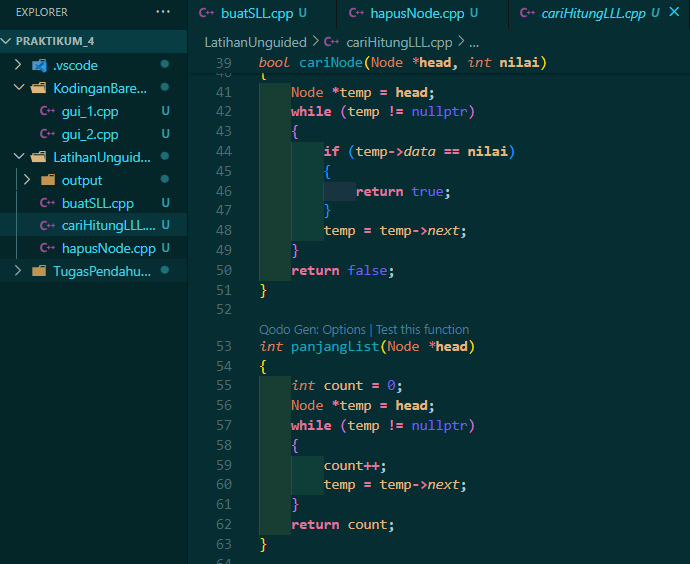 EXPLORER ...
PRAKTIKUM_4
.vscode
KodinganBare...
gui_1.cpp U
gui_2.cpp U
LatihanUnguid...
output
buatSLL.cpp U
cariHitungLLL.... U
hapusNode.cpp U
TugasPendahu...
C++ buatSLL.cpp U
C++ hapusNode.cpp U
C++ cariHitungLLL.cpp U ×
LatihanUnguided > C++ cariHitungLLL.cpp > ...
39 bool cariNode(Node *head, int nilai)
40 {
41 Node *temp = head;
42 while (temp != nullptr)
43 {
44 if (temp->data == nilai)
45 {
46 return true;
47 }
48 temp = temp->next;
49 }
50 return false;
51 }
52
Qodo Gen: Options | Test this function
53 int panjangList(Node *head)
54 {
55 int count = 0;
56 Node *temp = head;
57 while (temp != nullptr)
58 {
59 count++;
60 temp = temp->next;
61 }
62 return count;
63 }
64